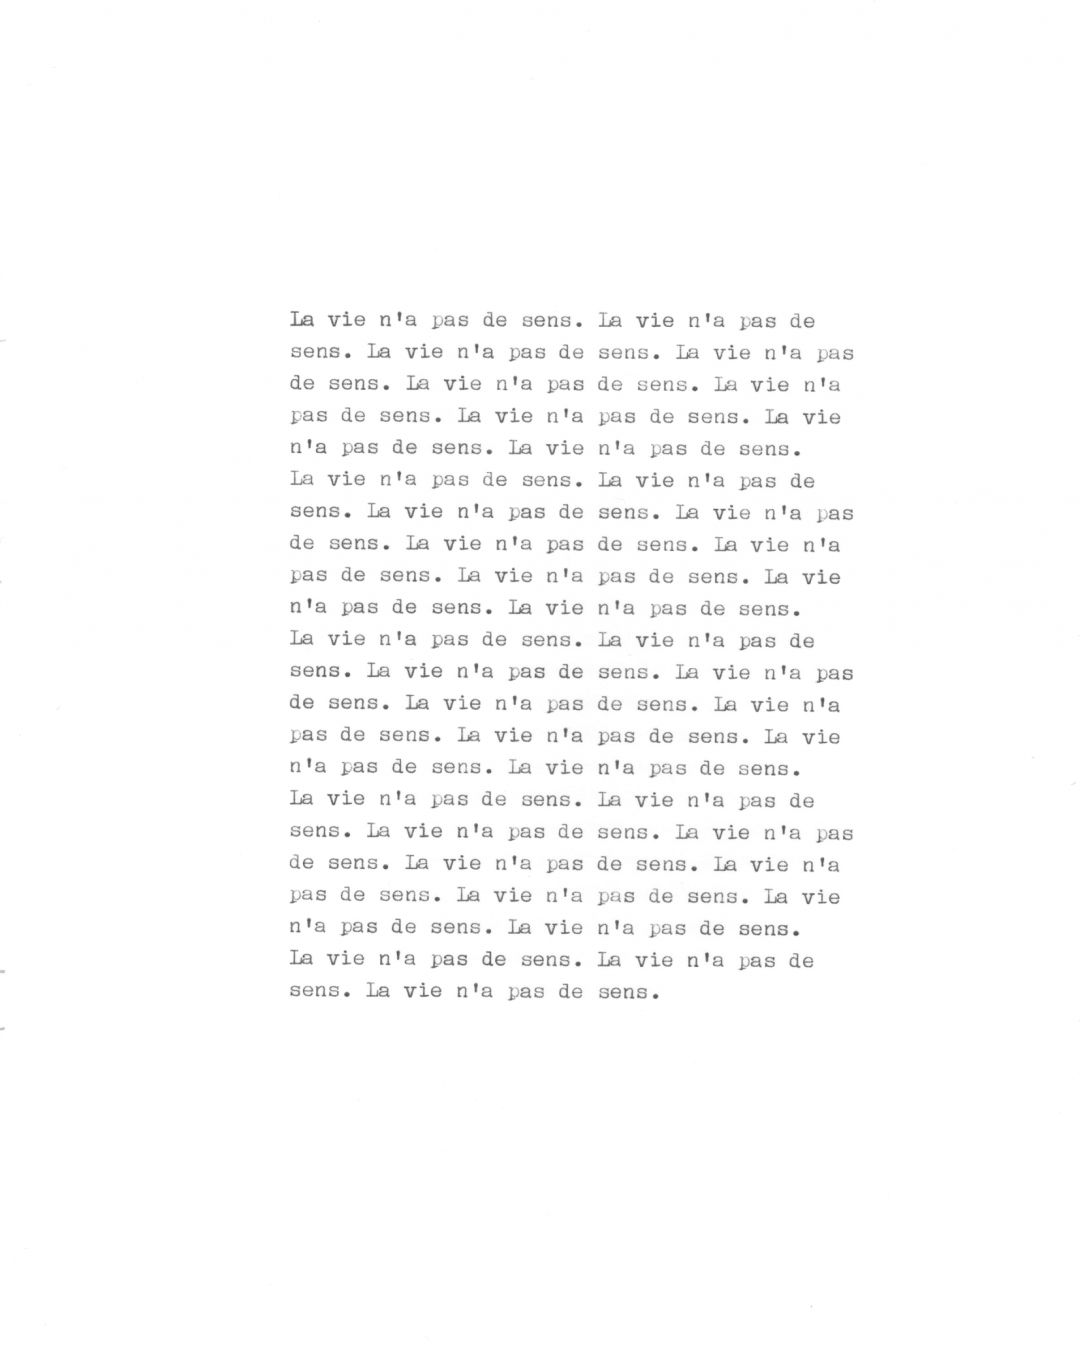 La vie n'a pas de sens. La vie n'a pas de
sens. La vie n'a pas de sens. La vie n'a pas
de sens. La vie n'a pas de sens. La vie n'a
pas de sens. La vie n'a pas de sens. La vie
n'a pas de sens. La vie n'a pas de sens.
La vie n'a pas de sens. La vie n'a pas de
sens. La vie n'a pas de sens. La vie n'a pas
de sens. La vie n'a pas de sens. La vie n'a
pas de sens. La vie n'a pas de sens. La vie
n'a pas de sens. La vie n'a pas de sens.
La vie n'a pas de sens. La vie n'a pas de
sens. La vie n'a pas de sens. La vie n'a pas
de sens. La vie n'a pas de sens. La vie n'a
pas de sens. La vie n'a pas de sens. La vie
n'a pas de sens. La vie n'a pas de sens.
La vie n'a pas de sens. La vie n'a pas de
sens. La vie n'a pas de sens. La vie n'a pas
de sens. La vie n'a pas de sens. La vie n'a
pas de sens. La vie n'a pas de sens. La vie
n'a pas de sens. La vie n'a pas de sens.
La vie n'a pas de sens. La vie n'a pas de
sens. La vie n'a pas de sens.